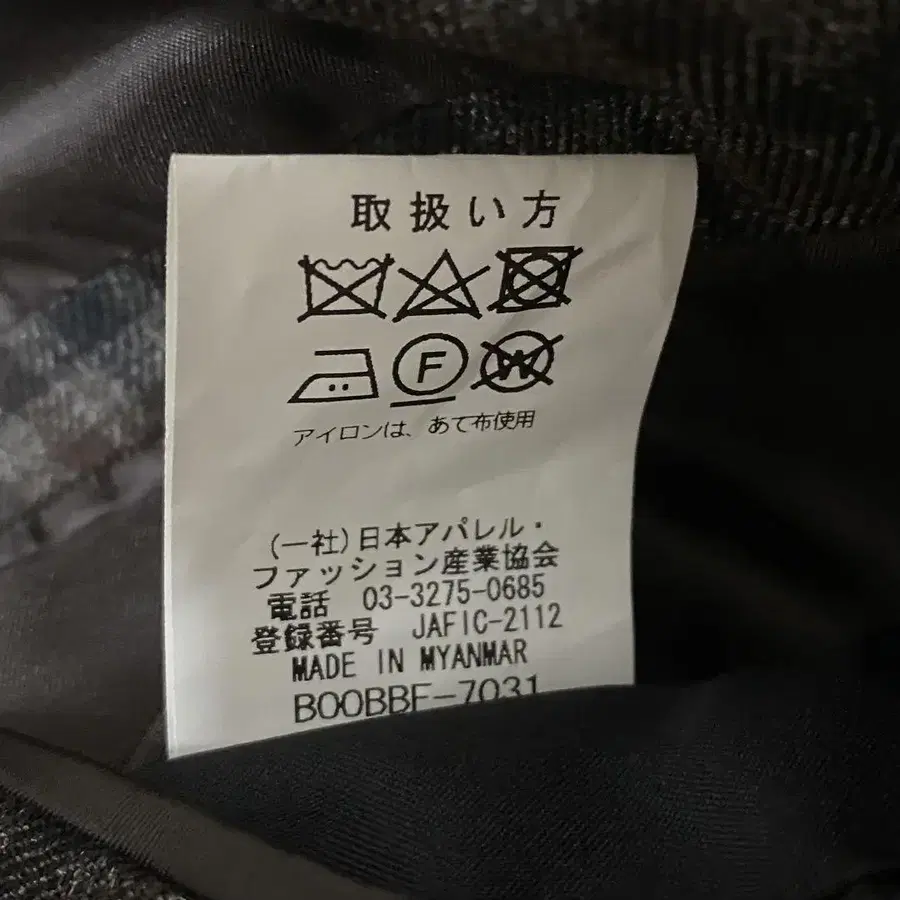 取扱い方
F
W
アイロンは、あて布使用
(一社)日本アパレル・
ファッション産業協会
電話 03-3275-0685
登録番号 JAFIC-2112
MADE IN MYANMAR
BOOBBF-7031